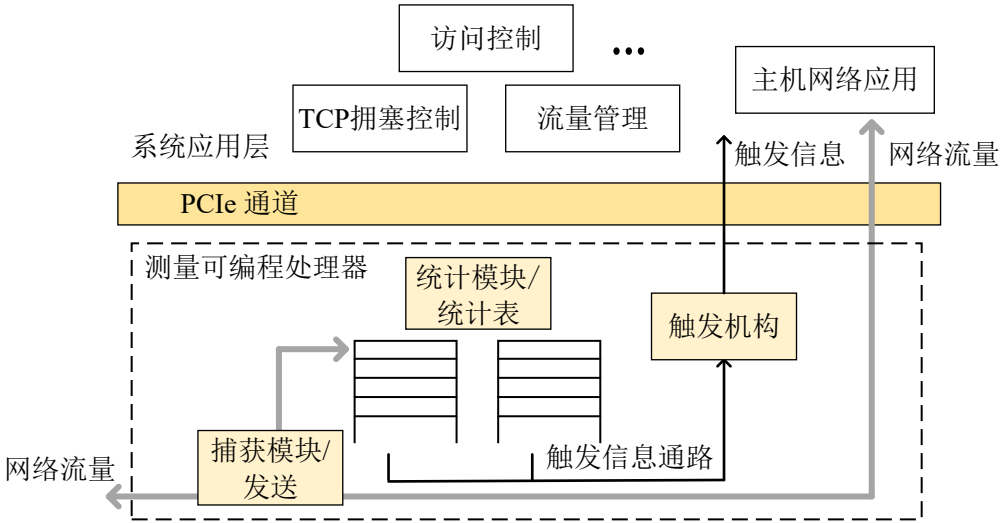 访问控制
...
主机网络应用
TCP拥塞控制
流量管理
系统应用层
触发信息
网络流量
PCIe 通道
测量可编程处理器
统计模块/
统计表
触发机构
捕获模块/
发送
触发信息通路
网络流量